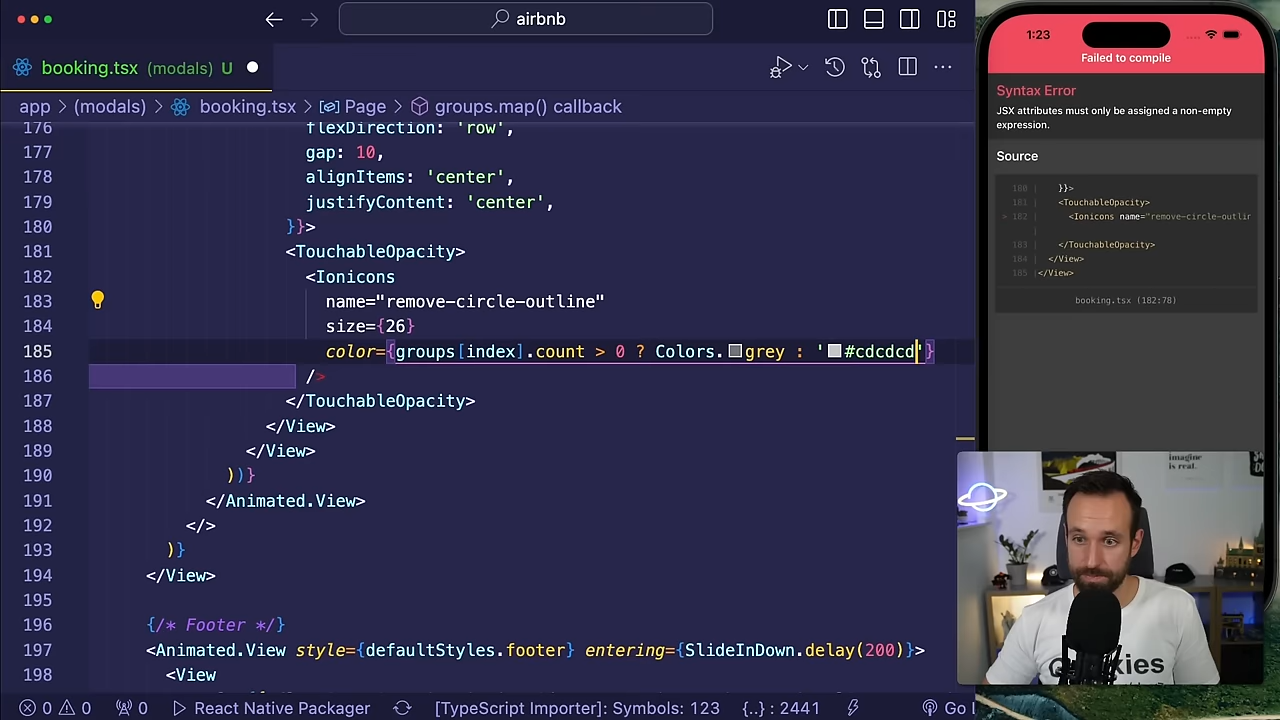 airbnb
booking.tsx (modals) U
app > (modals) > booking.tsx > Page > groups.map() callback
176 flexDirection: 'row',
177 gap: 10,
178 alignItems: 'center',
179 justifyContent: 'center',
180 }}>
181 <TouchableOpacity>
182 <Ionicons
183 name="remove-circle-outline"
184 size={26}
185 color={groups[index].count > 0 ? Colors.grey : '#cdcdcd'}
186 />
187 </TouchableOpacity>
188 </View>
189 </View>
190 ))}
191 </Animated.View>
192 </>
193 )}
194 </View>
195
196 {/* Footer */}
197 <Animated.View style={defaultStyles.footer} entering={SlideInDown.delay(200)}>
198 <View
0 0 0 React Native Packager [TypeScript Importer]: Symbols: 123 {..} : 2441 Go
1:23
Failed to compile
Syntax Error
JSX attributes must only be assigned a non-empty
expression.
Source
180 | }}>
181 | <TouchableOpacity>
> 182 | <Ionicons name="remove-circle-outlin
|
183 | </TouchableOpacity>
184 | </View>
185 | </View>
booking.tsx (182:78)
imagine
is real.